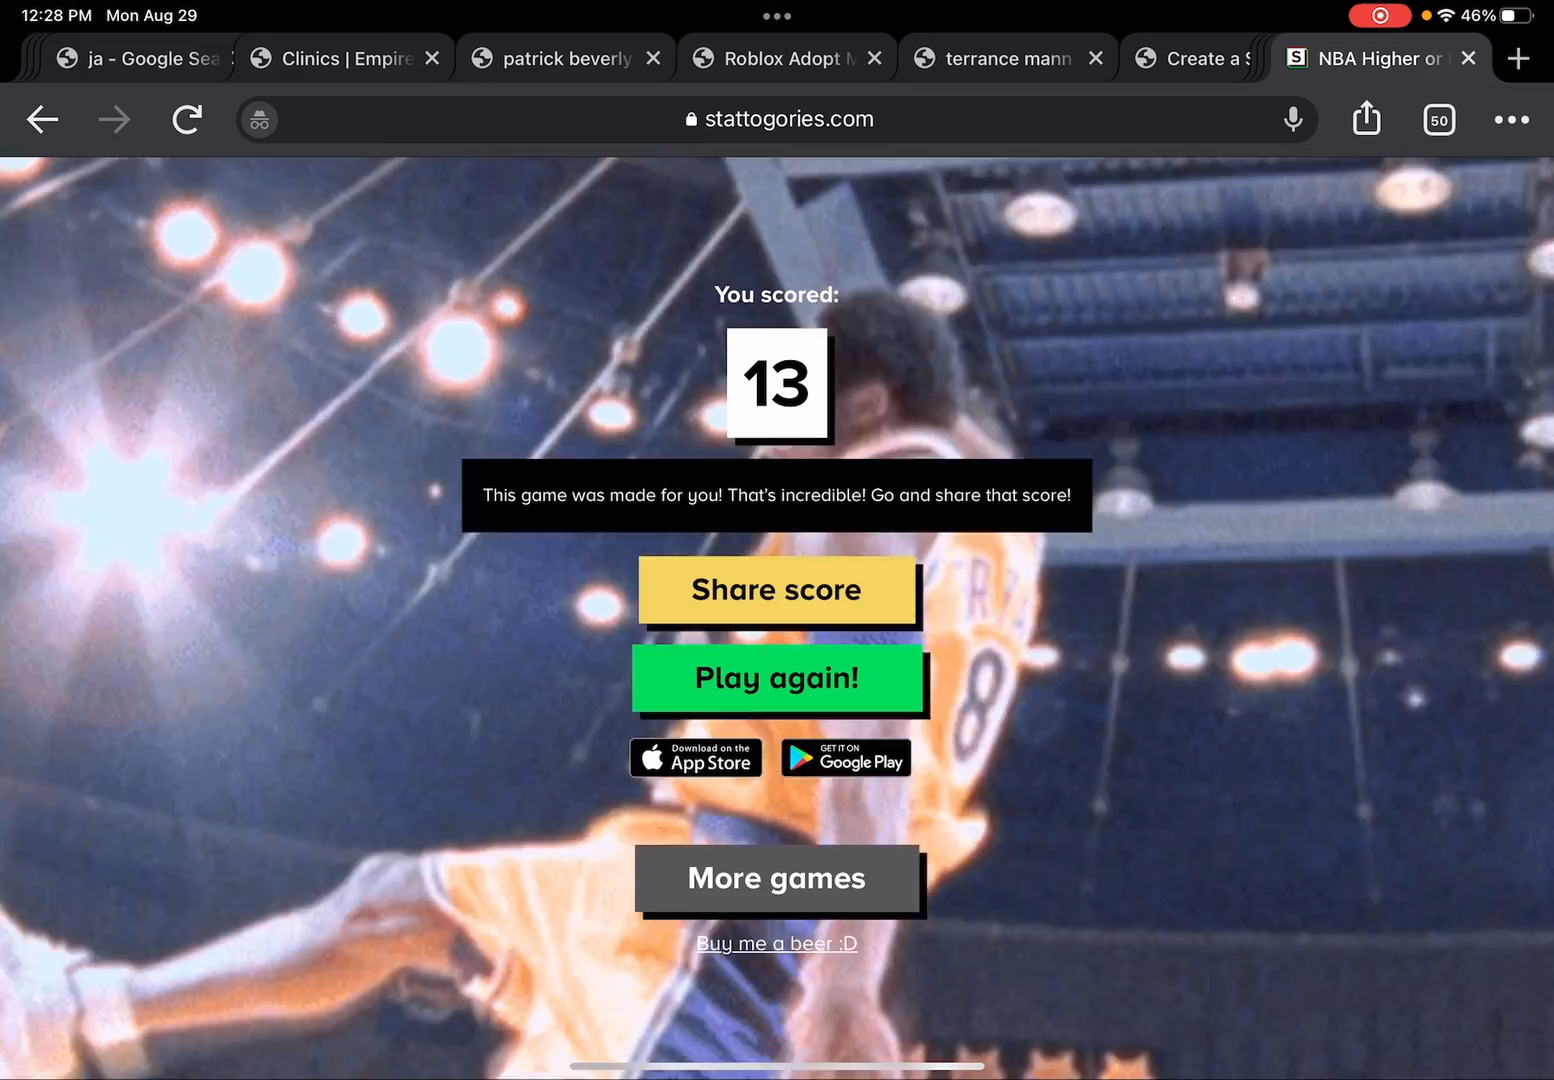 12:28 PM Mon Aug 29
46%
ja - Google Sea
Clinics | Empire
patrick beverly
Roblox Adopt M
terrance mann
Create a S
NBA Higher or
stattogories.com
50
You scored:
13
This game was made for you! That's incredible! Go and share that score!
Share score
Play again!
Download on the
App Store
GET IT ON
Google Play
More games
Buy me a beer :D
8